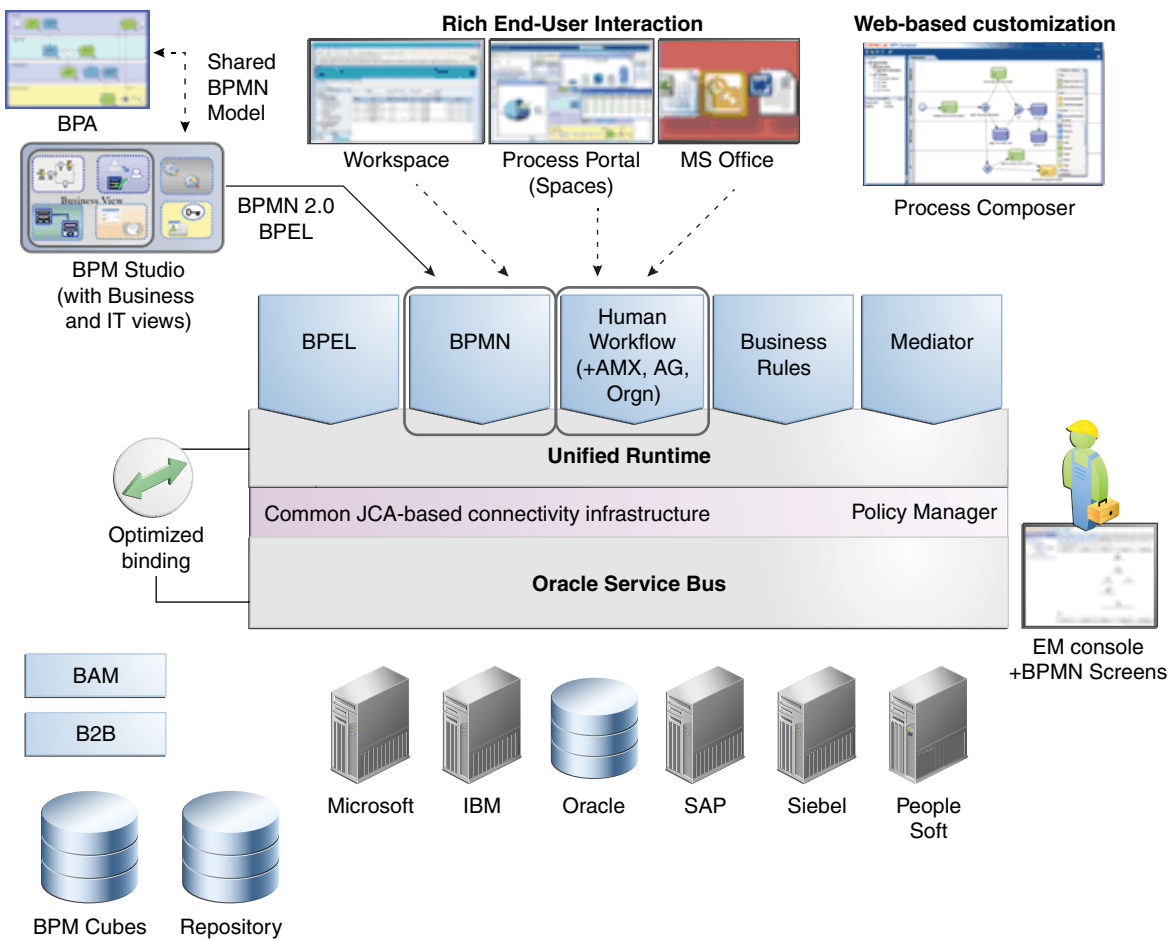 Rich End-User Interaction
Web-based customization
Shared
BPMN
Model
BPA
Workspace
Process Portal
(Spaces)
MS Office
Process Composer
Business View
BPMN 2.0
BPEL
BPM Studio
(with Business
and IT views)
BPEL
BPMN
Human
Workflow
(+AMX, AG,
Orgn)
Business
Rules
Mediator
Unified Runtime
Common JCA-based connectivity infrastructure
Policy Manager
Optimized
binding
Oracle Service Bus
EM console
+BPMN Screens
BAM
B2B
Microsoft
IBM
Oracle
SAP
Siebel
People
Soft
BPM Cubes
Repository